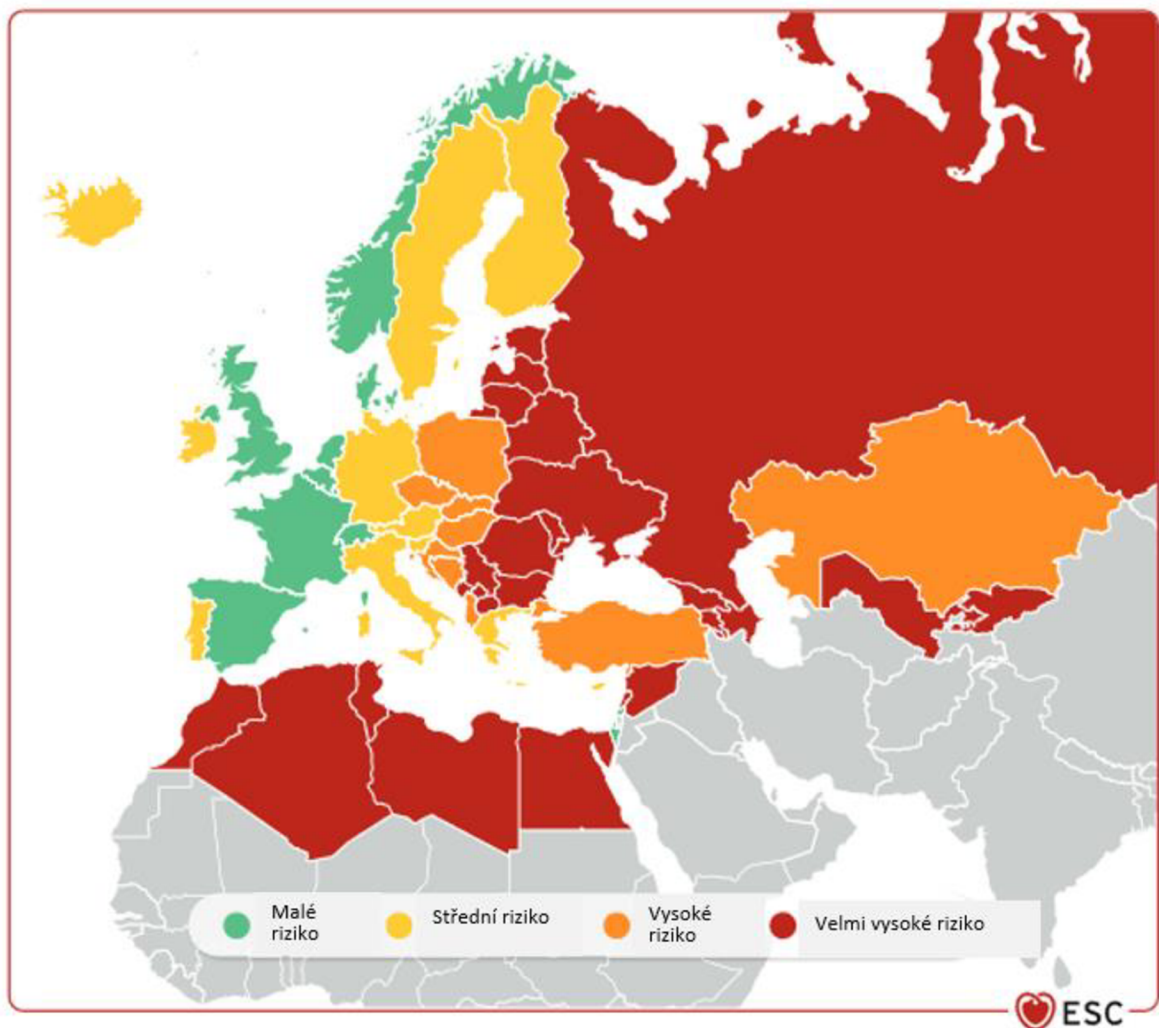 Malé
riziko
Střední riziko
Vysoké
riziko
Velmi vysoké riziko
ESC